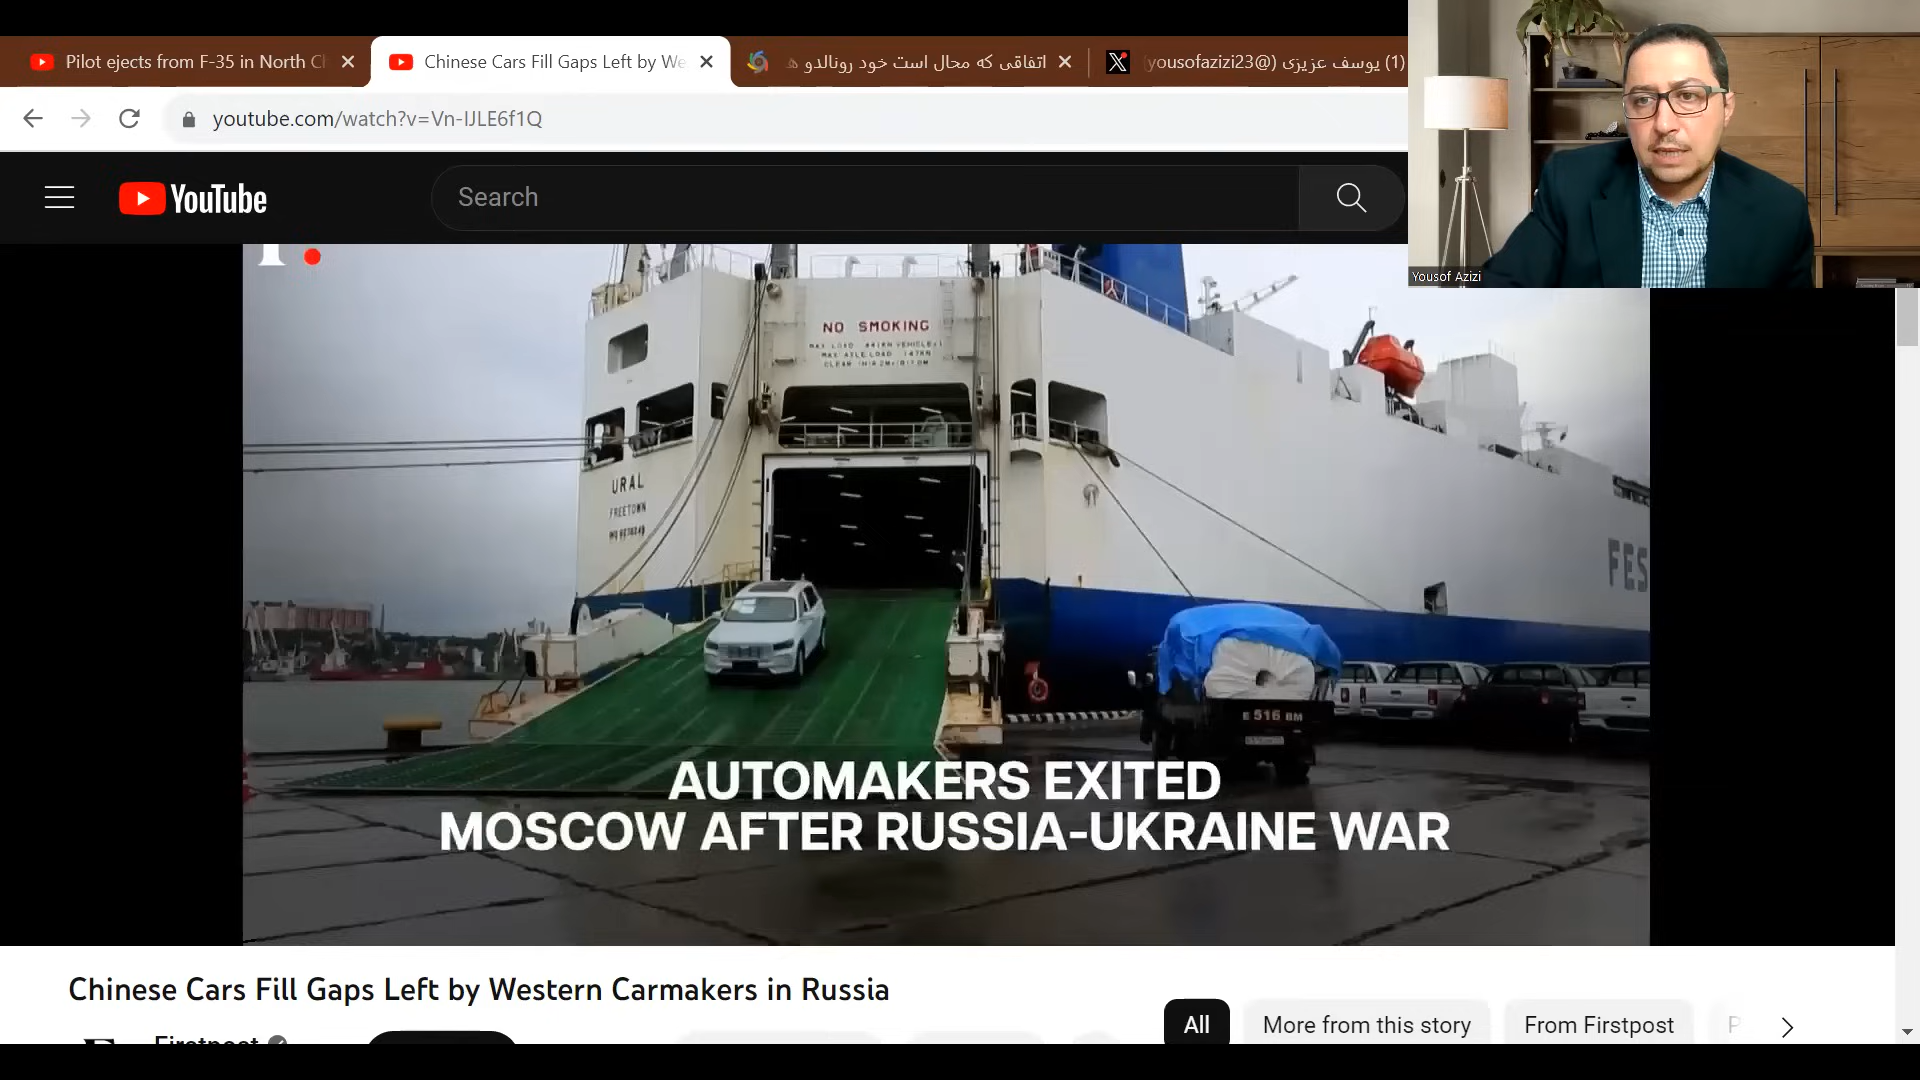 Pilot ejects from F-35 in North C
Chinese Cars Fill Gaps Left by We
اتفاقی که محال است خود رونالدو ه
(1) یوسف عزیزی (@yousofazizi23)
youtube.com/watch?v=Vn-IJLE6f1Q
YouTube
Search
Yousof Azizi
NO SMOKING
URAL
FREETOWN
FES
E 516 BM
AUTOMAKERS EXITED
MOSCOW AFTER RUSSIA-UKRAINE WAR
Chinese Cars Fill Gaps Left by Western Carmakers in Russia
All
More from this story
From Firstpost
Firstpost